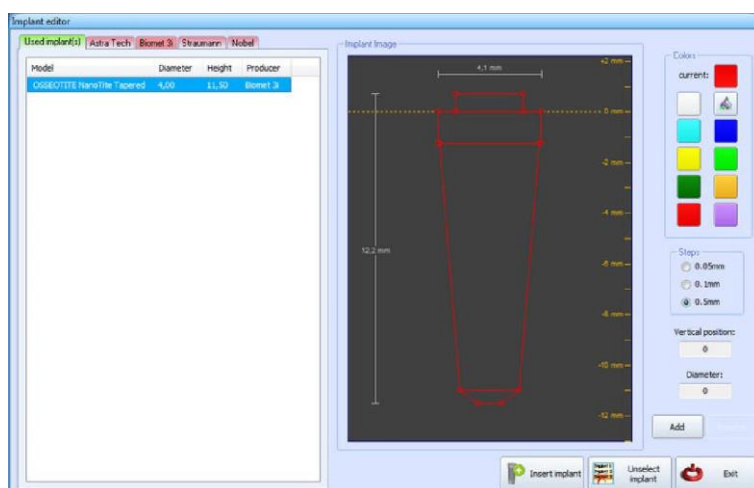 Implant editor
Used implant(s) Astra Tech Biomet 3i Straumann Nobel
Model Diameter Height Producer
OSSEOTITE NanoTite Tapered 4,00 11,50 Biomet 3i
Implant Image
+2 mm
4,1 mm
0 mm
-2 mm
-4 mm
12,2 mm
-6 mm
-8 mm
-10 mm
-12 mm
Colors
current:
Steps
0.05mm
0.1mm
0.5mm
Vertical position:
0
Diameter:
0
Add
Insert implant
Unselect implant
Exit